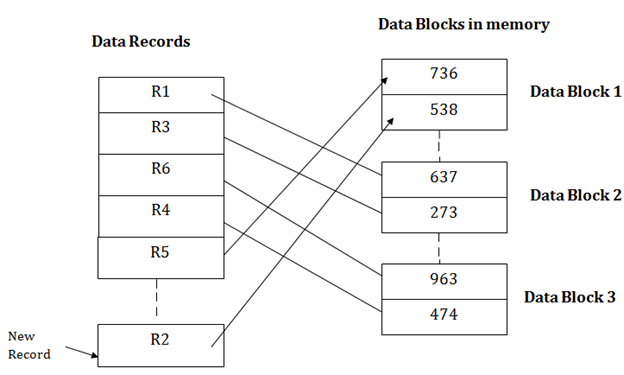 Data Records
R1
R3
R6
R4
R5
R2
New
Record
Data Blocks in memory
736
538
Data Block 1
637
273
Data Block 2
963
474
Data Block 3